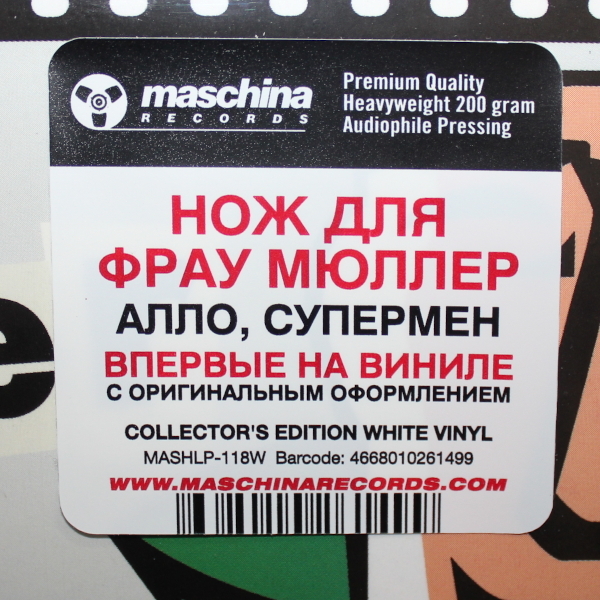 maschina
RECORDS
Premium Quality
Heavyweight 200 gram
Audiophile Pressing
НОЖ ДЛЯ
ФРАУ МЮЛЛЕР
АЛЛО, СУПЕРМЕН
ВПЕРВЫЕ НА ВИНИЛЕ
С ОРИГИНАЛЬНЫМ ОФОРМЛЕНИЕМ
COLLECTOR'S EDITION WHITE VINYL
MASHLP-118W Barcode: 4668010261499
WWW.MASCHINARECORDS.COM